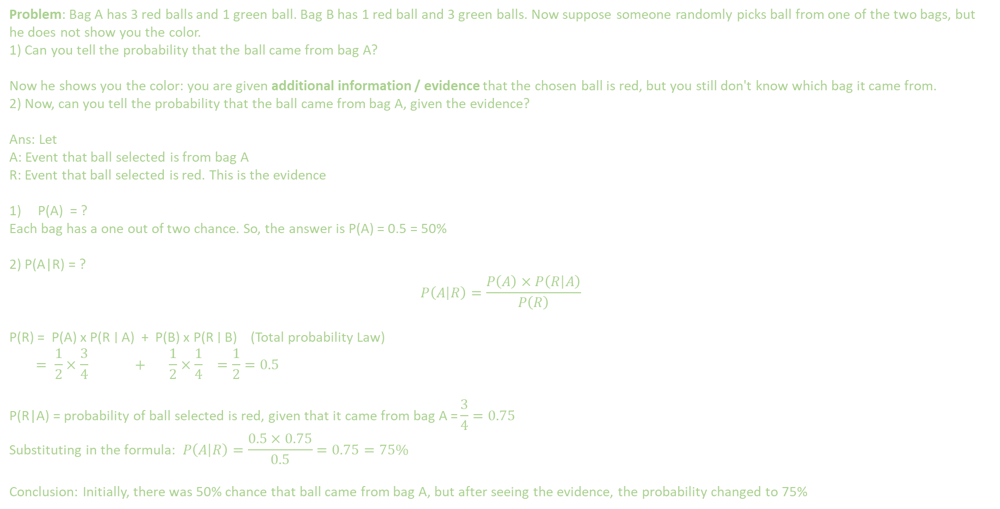 Problem: Bag A has 3 red balls and 1 green ball. Bag B has 1 red ball and 3 green balls. Now suppose someone randomly picks ball from one of the two bags, but
he does not show you the color.
1) Can you tell the probability that the ball came from bag A?
Now he shows you the color: you are given additional information / evidence that the chosen ball is red, but you still don't know which bag it came from.
2) Now, can you tell the probability that the ball came from bag A, given the evidence?
Ans: Let
A: Event that ball selected is from bag A
R: Event that ball selected is red. This is the evidence
1) P(A) = ?
Each bag has a one out of two chance. So, the answer is P(A) = 0.5 = 50%
2) P(A|R) = ?
P(A|R) = \frac{P(A) × P(R|A)}{P(R)}
P(R) = P(A) x P(R | A) + P(B) x P(R | B) (Total probability Law)
= \frac{1}{2} × \frac{3}{4} + \frac{1}{2} × \frac{1}{4} = \frac{1}{2} = 0.5
P(R|A) = probability of ball selected is red, given that it came from bag A = \frac{3}{4} = 0.75
Substituting in the formula: P(A|R) = \frac{0.5 × 0.75}{0.5} = 0.75 = 75%
Conclusion: Initially, there was 50% chance that ball came from bag A, but after seeing the evidence, the probability changed to 75%